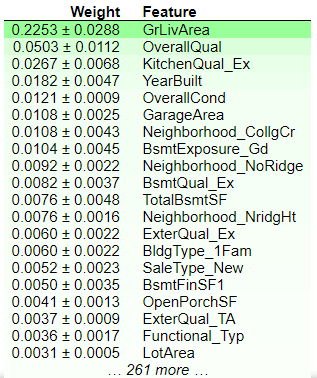 Weight Feature
0.2253 ± 0.0288 GrLivArea
0.0503 ± 0.0112 OverallQual
0.0267 ± 0.0068 KitchenQual_Ex
0.0182 ± 0.0047 YearBuilt
0.0121 ± 0.0009 OverallCond
0.0108 ± 0.0025 GarageArea
0.0108 ± 0.0043 Neighborhood_CollgCr
0.0104 ± 0.0045 BsmtExposure_Gd
0.0092 ± 0.0022 Neighborhood_NoRidge
0.0082 ± 0.0037 BsmtQual_Ex
0.0076 ± 0.0048 TotalBsmtSF
0.0076 ± 0.0016 Neighborhood_NridgHt
0.0060 ± 0.0022 ExterQual_Ex
0.0060 ± 0.0022 BldgType_1Fam
0.0052 ± 0.0023 SaleType_New
0.0050 ± 0.0035 BsmtFinSF1
0.0041 ± 0.0013 OpenPorchSF
0.0037 ± 0.0009 ExterQual_TA
0.0036 ± 0.0017 Functional_Typ
0.0031 ± 0.0005 LotArea
… 261 more …